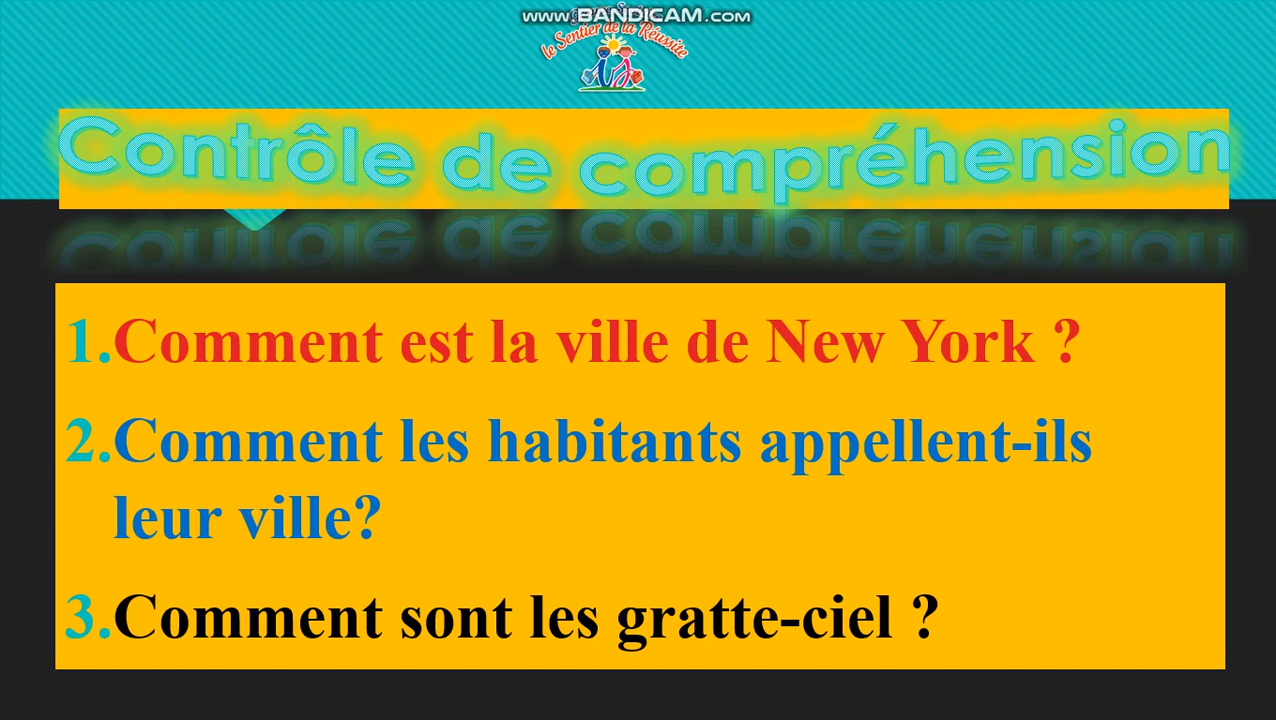 www.BANDICAM.com
le Sentier de la Réussite
Contrôle de compréhension
1.Comment est la ville de New York ?
2.Comment les habitants appellent-ils
leur ville?
3.Comment sont les gratte-ciel ?